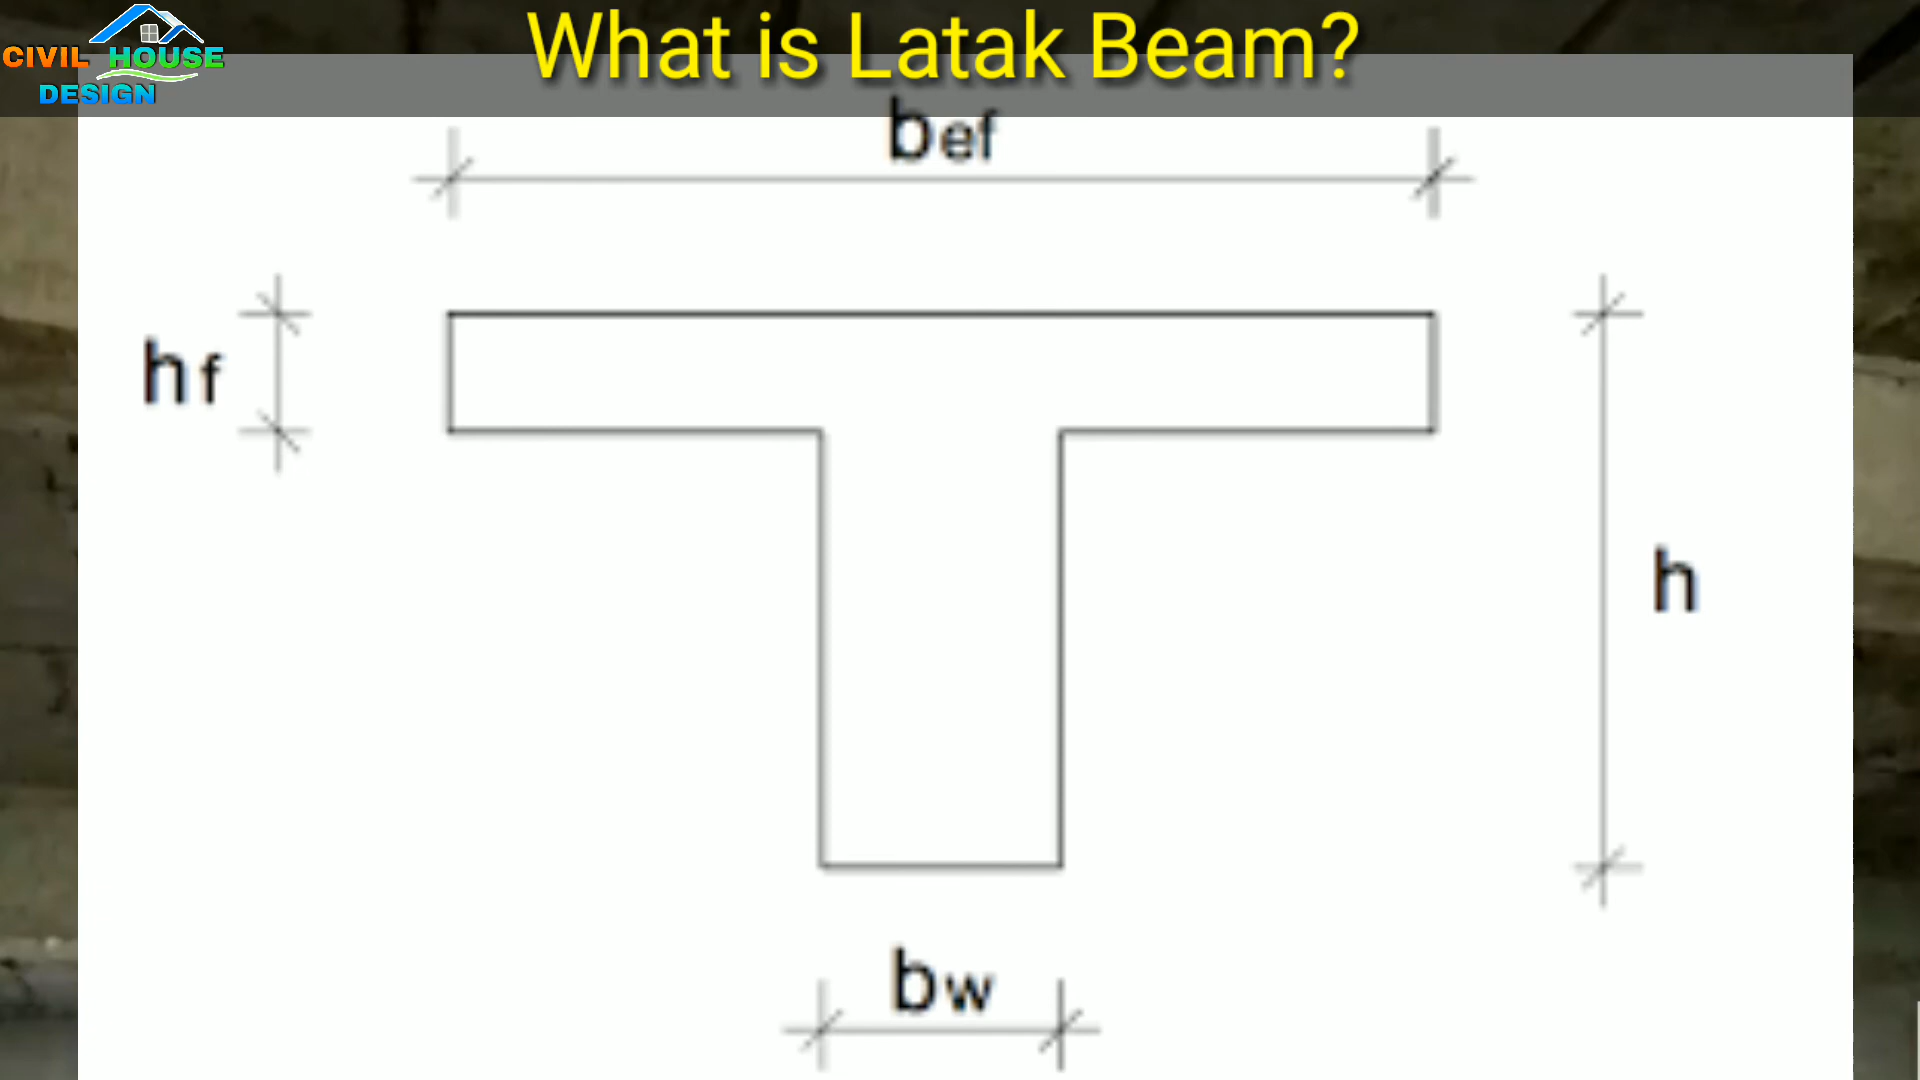 What is Latak Beam?
CIVIL HOUSE
DESIGN
bef
hf
h
bw